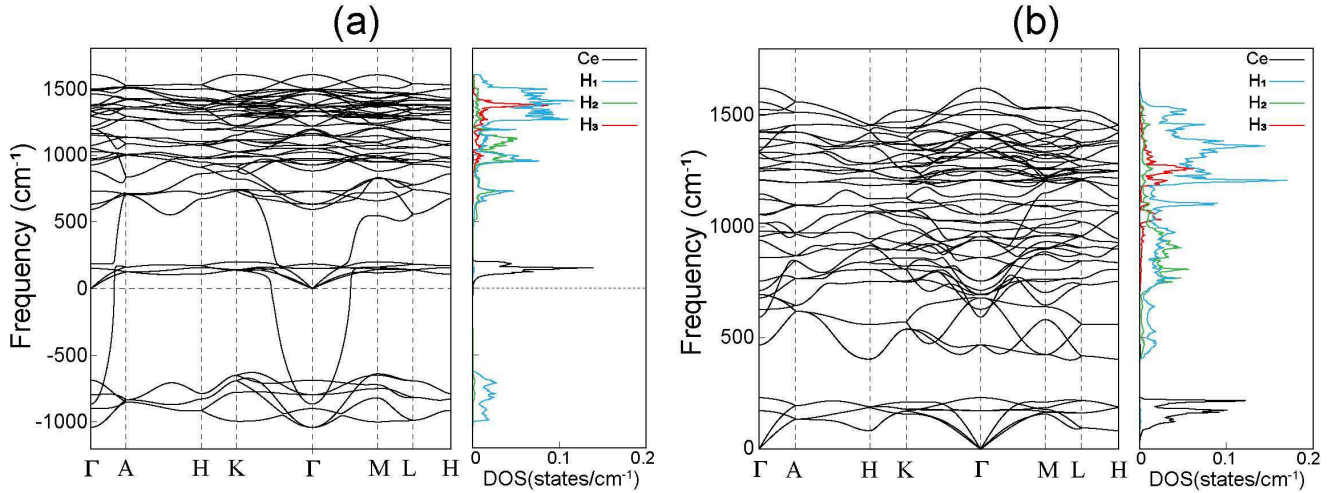 (a)
Frequency (cm⁻¹)
1500
1000
500
0
-500
-1000
Γ A H K Γ M L H
Ce
H₁
H₂
H₃
0 0.1 0.2
DOS(states/cm⁻¹)
(b)
Frequency (cm⁻¹)
1500
1000
500
0
Γ A H K Γ M L H
Ce
H₁
H₂
H₃
0 0.1 0.2
DOS(states/cm⁻¹)